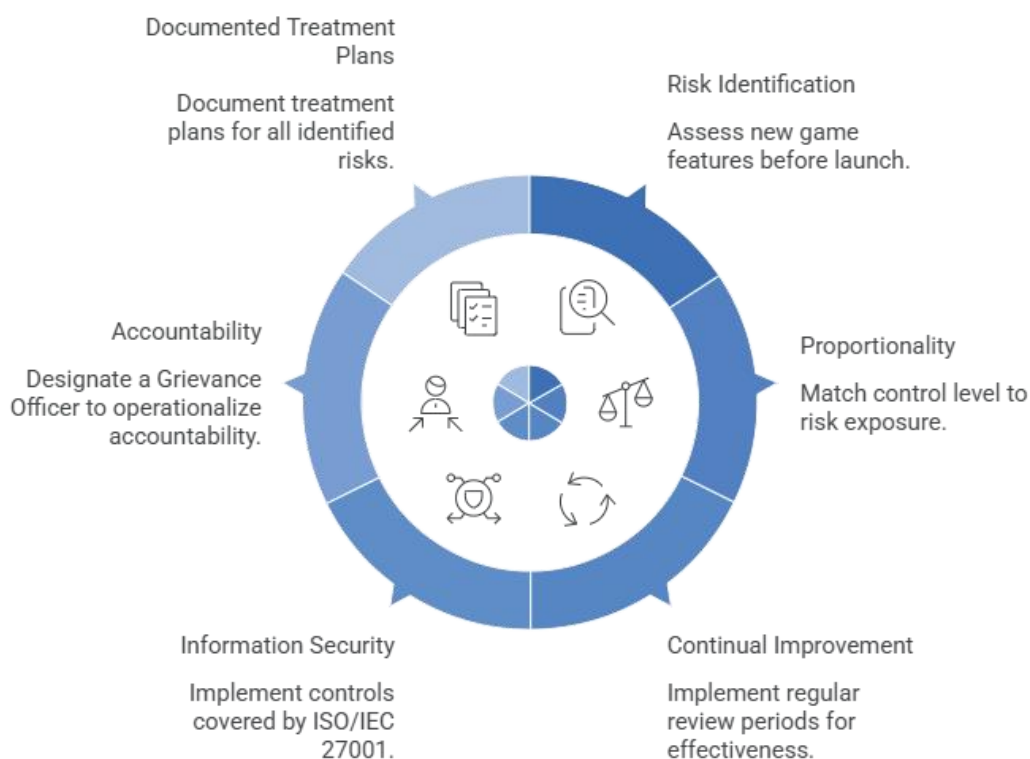 Documented Treatment
Plans
Document treatment
plans for all identified
risks.
Risk Identification
Assess new game
features before launch.
Accountability
Designate a Grievance
Officer to operationalize
accountability.
Proportionality
Match control level to
risk exposure.
Information Security
Implement controls
covered by ISO/IEC
27001.
Continual Improvement
Implement regular
review periods for
effectiveness.